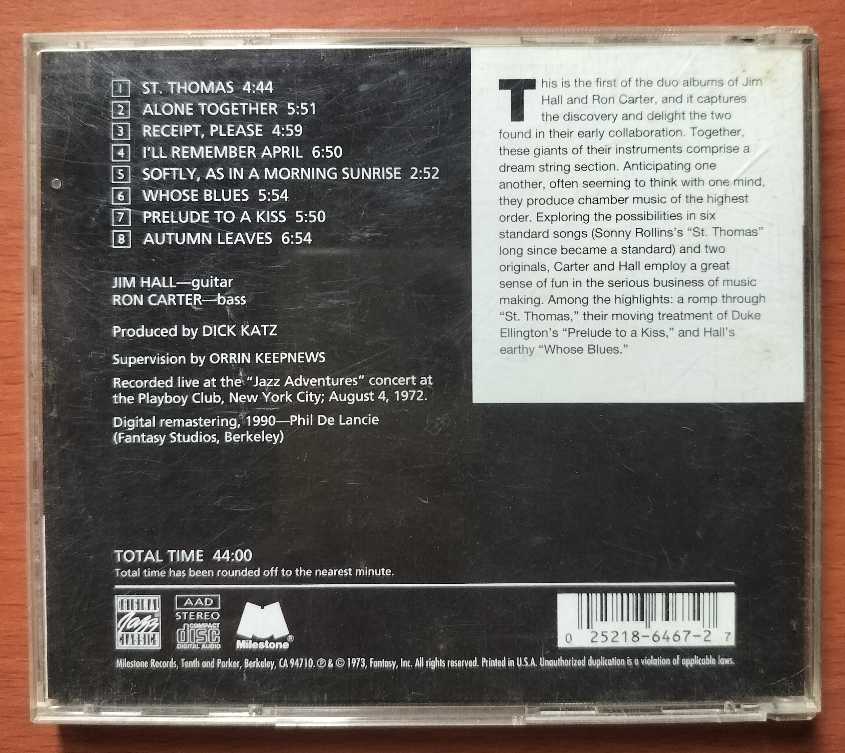 1 ST. THOMAS 4:44
2 ALONE TOGETHER 5:51
3 RECEIPT, PLEASE 4:59
4 I'LL REMEMBER APRIL 6:50
5 SOFTLY, AS IN A MORNING SUNRISE 2:52
6 WHOSE BLUES 5:54
7 PRELUDE TO A KISS 5:50
8 AUTUMN LEAVES 6:54
JIM HALL—guitar
RON CARTER—bass
Produced by DICK KATZ
Supervision by ORRIN KEEPNEWS
Recorded live at the "Jazz Adventures" concert at
the Playboy Club, New York City; August 4, 1972.
Digital remastering, 1990—Phil De Lancie
(Fantasy Studios, Berkeley)
This is the first of the duo albums of Jim
Hall and Ron Carter, and it captures
the discovery and delight the two
found in their early collaboration. Together,
these giants of their instruments comprise a
dream string section. Anticipating one
another, often seeming to think with one mind,
they produce chamber music of the highest
order. Exploring the possibilities in six
standard songs (Sonny Rollins's "St. Thomas"
long since became a standard) and two
originals, Carter and Hall employ a great
sense of fun in the serious business of music
making. Among the highlights: a romp through
"St. Thomas," their moving treatment of Duke
Ellington's "Prelude to a Kiss," and Hall's
earthy "Whose Blues."
TOTAL TIME 44:00
Total time has been rounded off to the nearest minute.
ORIGINAL
Jazz
CLASSICS
AAD
STEREO
COMPACT
disc
DIGITAL AUDIO
Milestone®
0 25218-6467-2 7
Milestone Records, Tenth and Parker, Berkeley, CA 94710. ℗ & © 1973, Fantasy, Inc. All rights reserved. Printed in U.S.A. Unauthorized duplication is a violation of applicable laws.